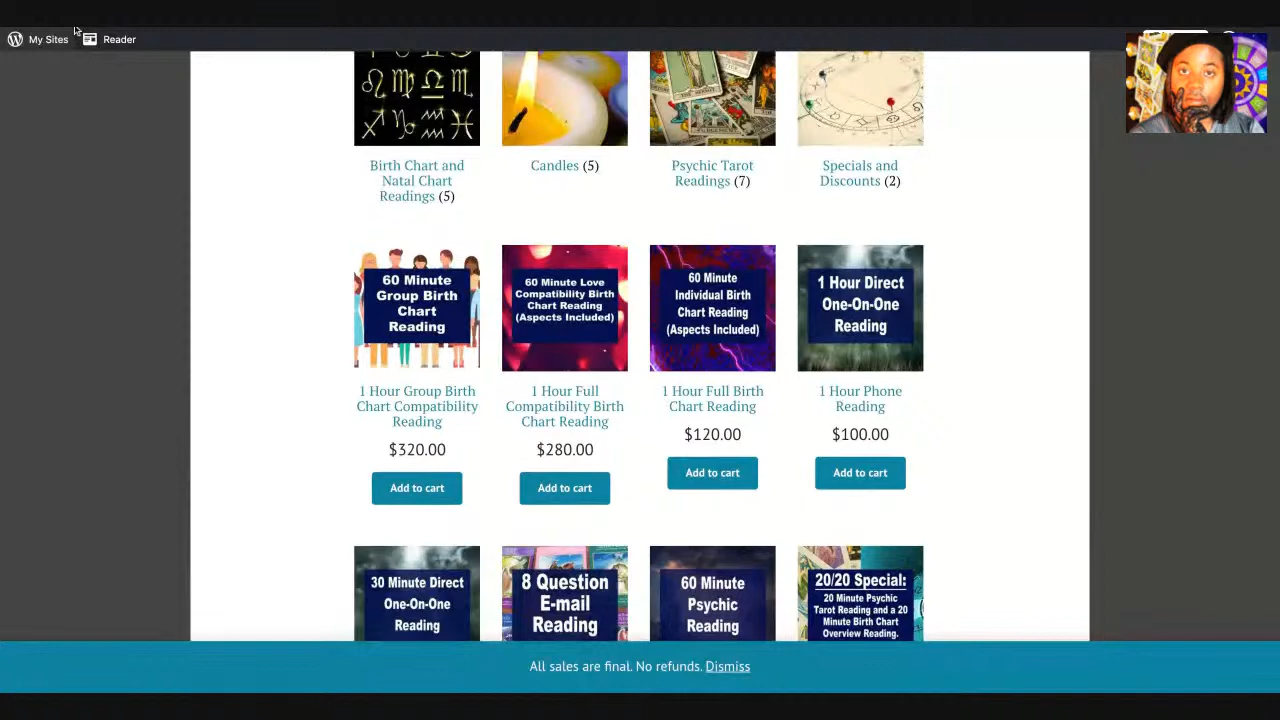 My Sites
Reader
Birth Chart and
Natal Chart
Readings (5)
Candles (5)
Psychic Tarot
Readings (7)
Specials and
Discounts (2)
60 Minute
Group Birth
Chart
Reading
60 Minute Love
Compatibility Birth
Chart Reading
(Aspects Included)
60 Minute
Individual Birth
Chart Reading
(Aspects Included)
1 Hour Direct
One-On-One
Reading
1 Hour Group Birth
Chart Compatibility
Reading
1 Hour Full
Compatibility Birth
Chart Reading
1 Hour Full Birth
Chart Reading
1 Hour Phone
Reading
$320.00
$280.00
$120.00
$100.00
Add to cart
Add to cart
Add to cart
Add to cart
30 Minute Direct
One-On-One
Reading
8 Question
E-mail
Reading
60 Minute
Psychic
Reading
20/20 Special:
20 Minute Psychic
Tarot Reading and a 20
Minute Birth Chart
Overview Reading.
All sales are final. No refunds. Dismiss